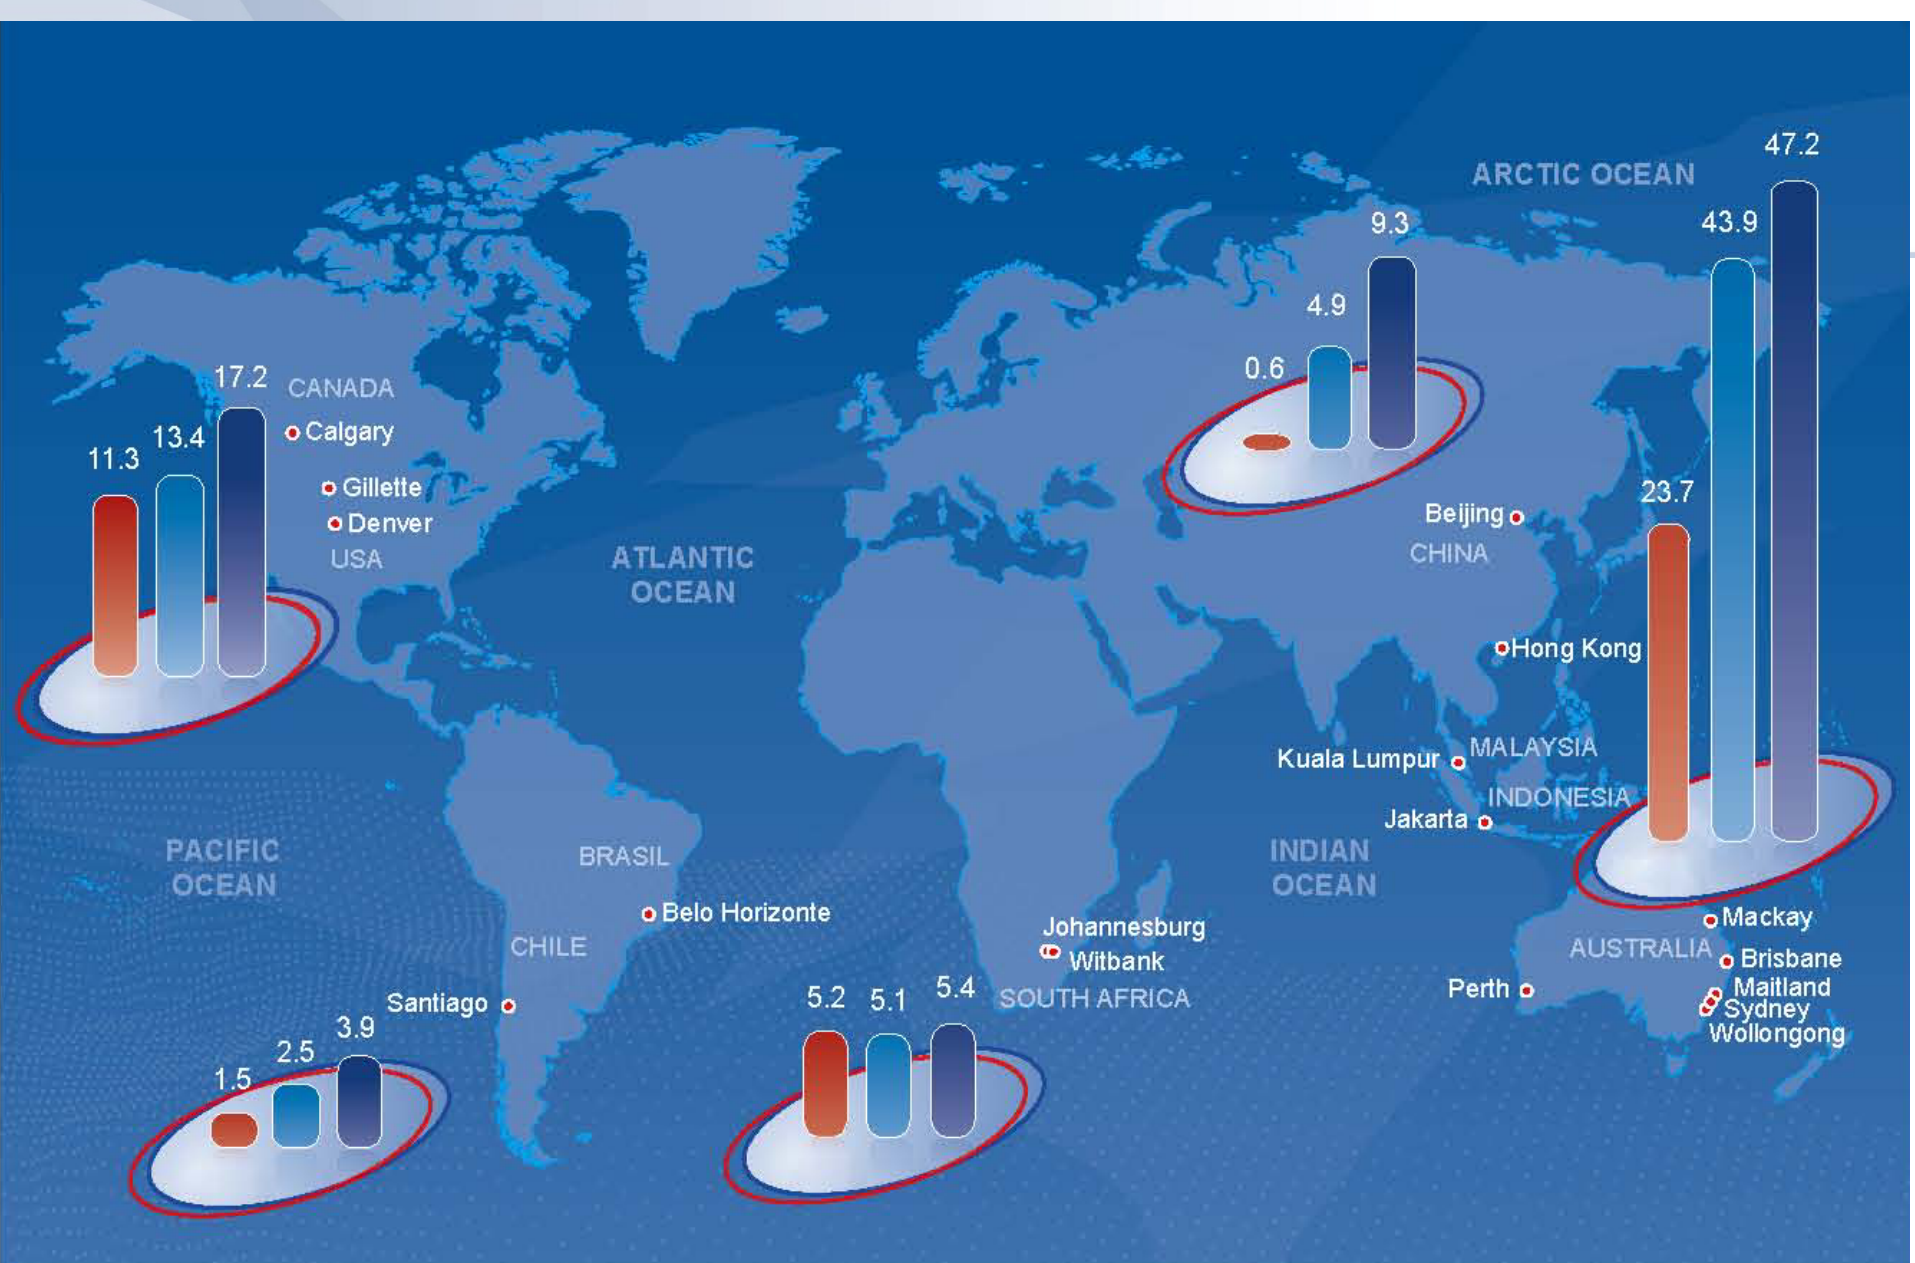 47.2
ARCTIC OCEAN
43.9
9.3
4.9
0.6
17.2
CANADA
13.4
Calgary
11.3
Gillette
Denver
USA
23.7
Beijing
CHINA
ATLANTIC
OCEAN
Hong Kong
Kuala Lumpur
MALAYSIA
INDONESIA
Jakarta
PACIFIC
OCEAN
BRASIL
INDIAN
OCEAN
Belo Horizonte
CHILE
Johannesburg
Witbank
SOUTH AFRICA
Mackay
AUSTRALIA
Brisbane
Perth
Maitland
Sydney
Wollongong
Santiago
5.2
5.1
5.4
3.9
2.5
1.5